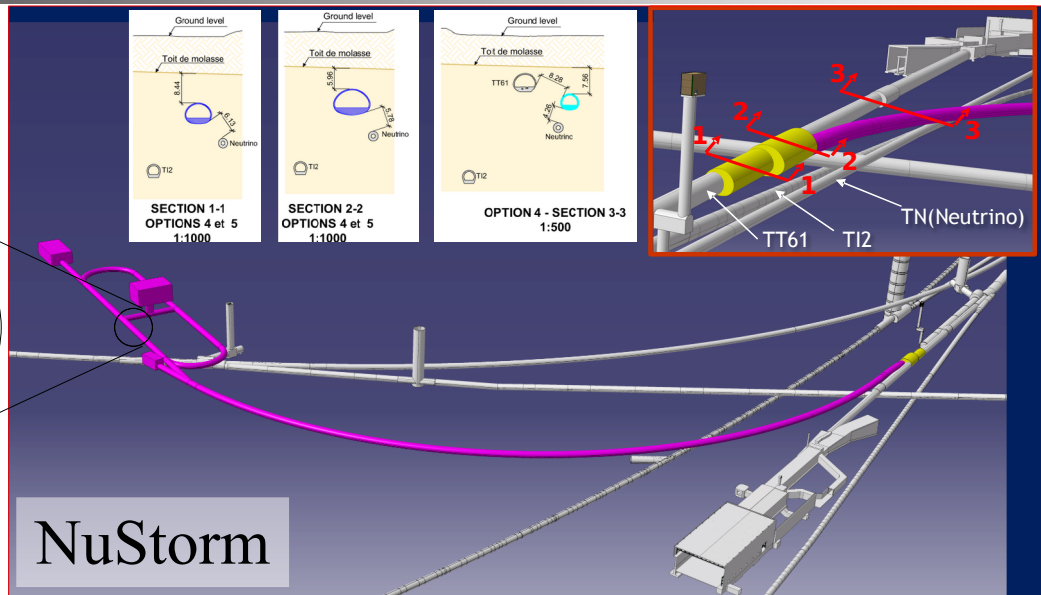 Ground level
Toit de molasse
8.44
6.13
Neutrino
TI2
SECTION 1-1
OPTIONS 4 et 5
1:1000
Ground level
Toit de molasse
5.96
5.78
Neutrino
TI2
SECTION 2-2
OPTIONS 4 et 5
1:1000
Ground level
Tot de molasse
TT61
8.28
7.56
4.26
Neutrinc
TI2
OPTION 4 - SECTION 3-3
1:500
3
2
1
3
2
1
TN(Neutrino)
TT61
TI2
NuStorm